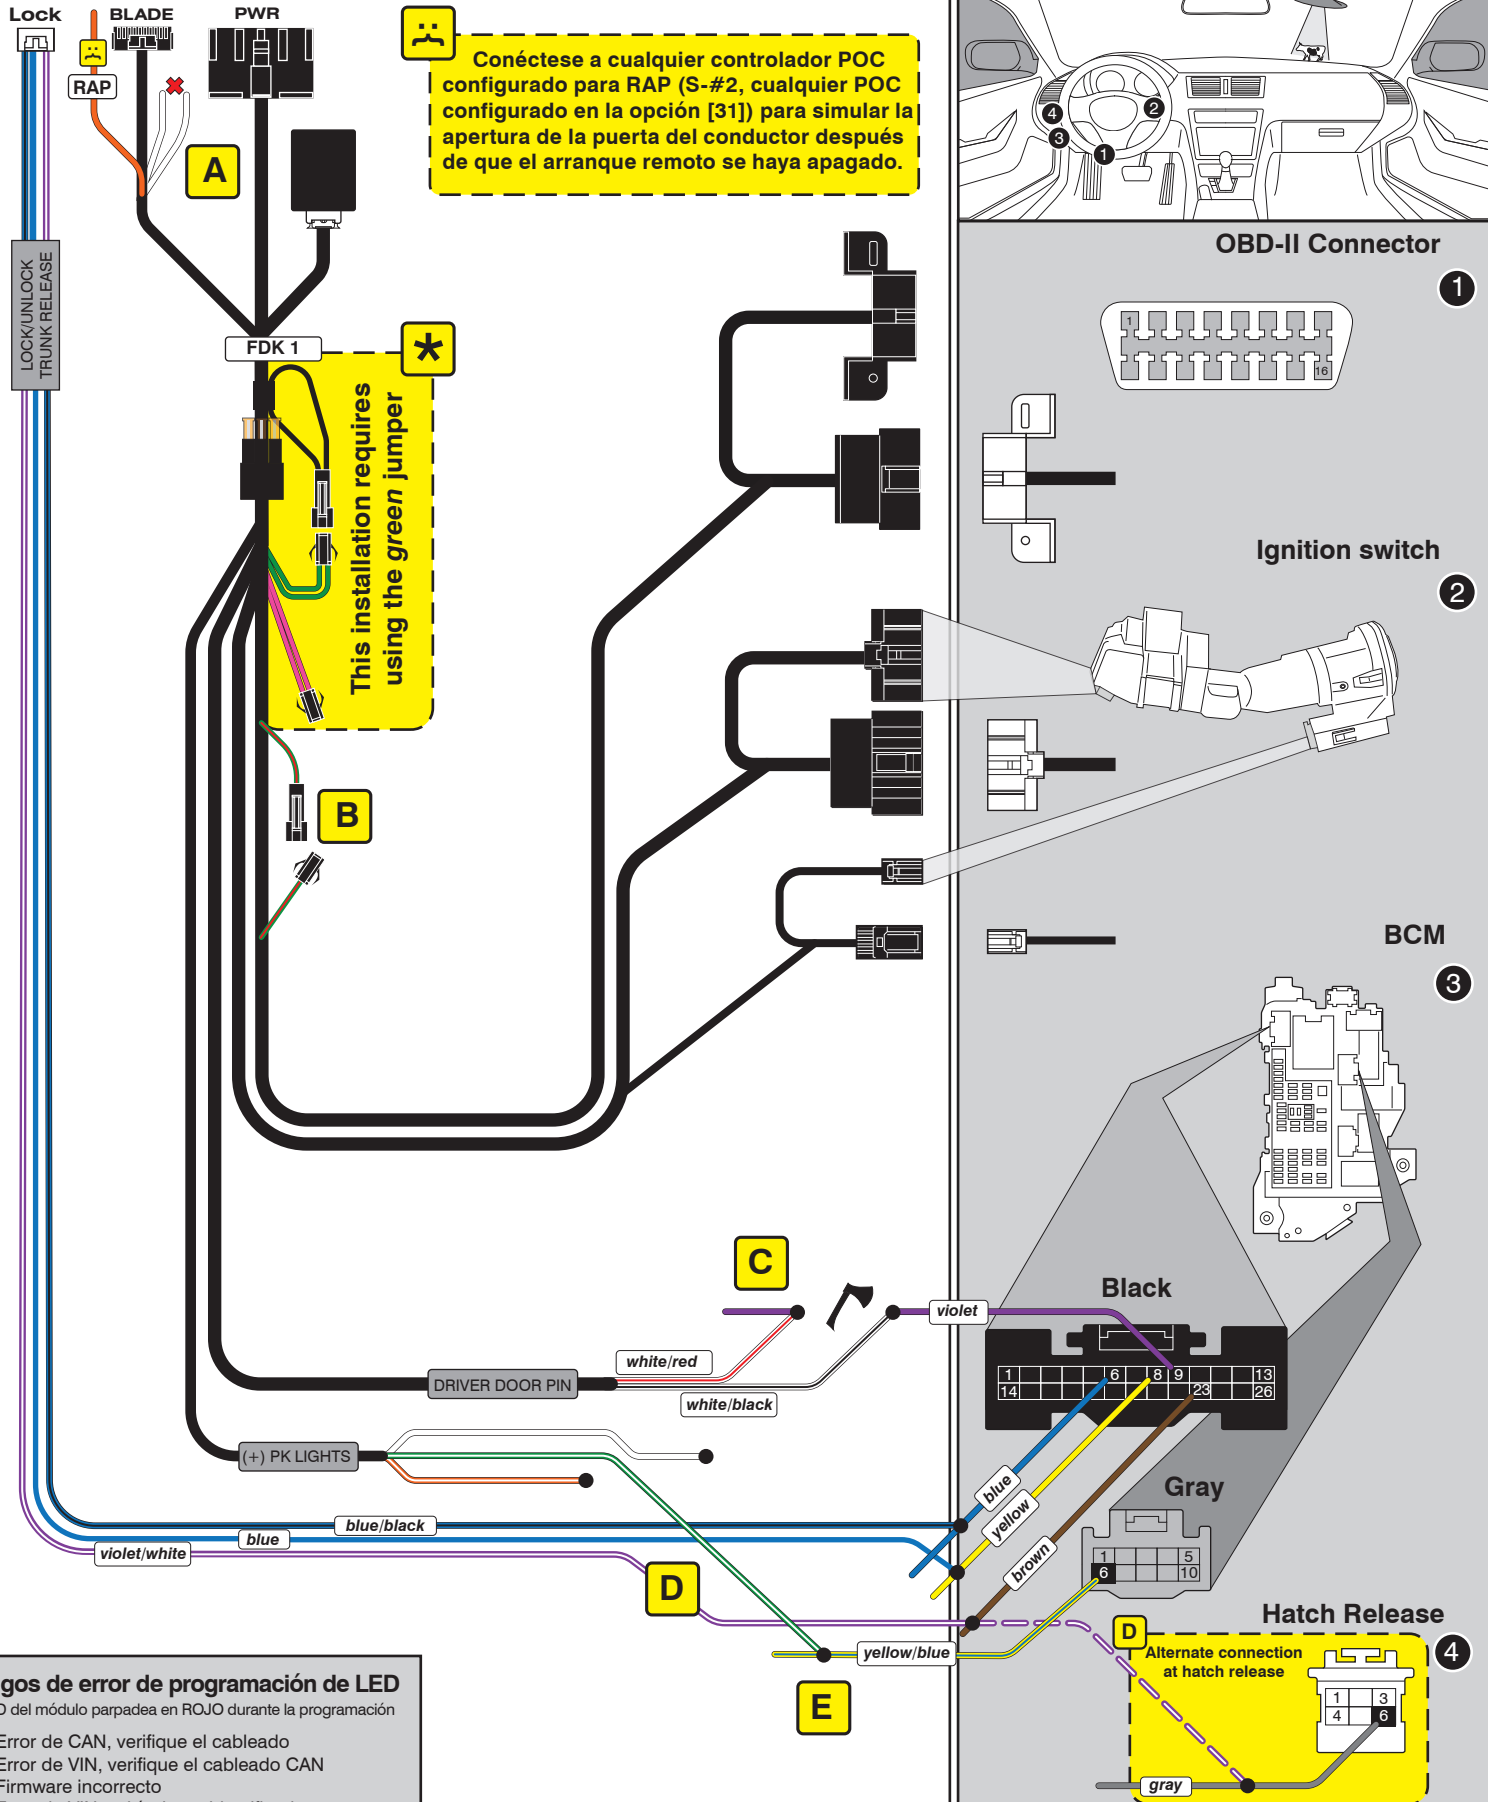 Lock
BLADE
PWR
RAP
A
Conéctese a cualquier controlador POC
configurado para RAP (S-#2, cualquier POC
configurado en la opción [31]) para simular la
apertura de la puerta del conductor después
de que el arranque remoto se haya apagado.
4
3
2
1
OBD-II Connector
1
1
16
LOCK/UNLOCK
TRUNK RELEASE
FDK 1
*
This installation requires
using the green jumper
Ignition switch
2
B
BCM
3
C
violet
Black
white/red
DRIVER DOOR PIN
white/black
1
6
8
9
13
14
23
26
(+) PK LIGHTS
Gray
blue
yellow
brown
1
5
6
10
blue/black
blue
violet/white
D
Hatch Release
4
D
Alternate connection
at hatch release
1
3
4
6
gray
yellow/blue
E
gos de error de programación de LED
D del módulo parpadea en ROJO durante la programación
Error de CAN, verifique el cableado
Error de VIN, verifique el cableado CAN
Firmware incorrecto